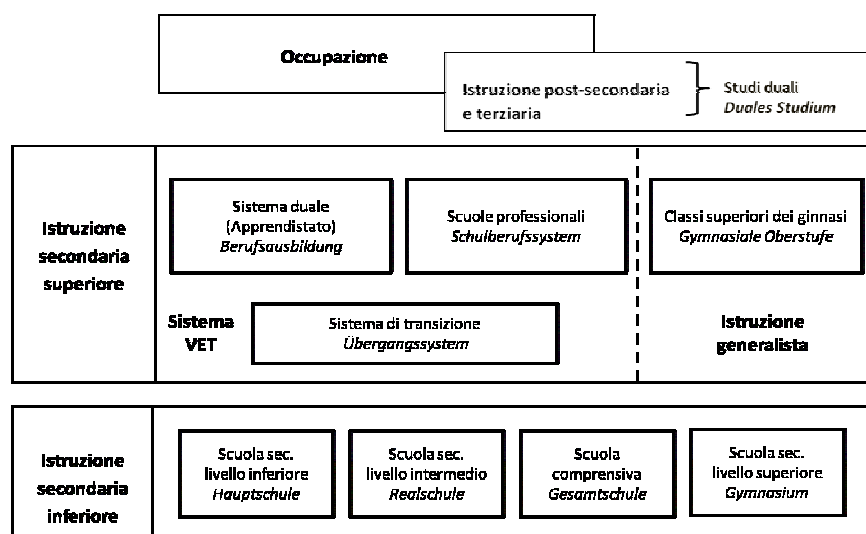 Occupazione
Istruzione post-secondaria
e terziaria
Studi duali
Duales Studium
Istruzione
secondaria
superiore
Sistema duale
(Apprendistato)
Berufsausbildung
Scuole professionali
Schulberufssystem
Classi superiori dei ginnasi
Gymnasiale Oberstufe
Sistema
VET
Sistema di transizione
Übergangssystem
Istruzione
generalista
Istruzione
secondaria
inferiore
Scuola sec.
livello inferiore
Hauptschule
Scuola sec.
livello intermedio
Realschule
Scuola
comprensiva
Gesamtschule
Scuola sec.
livello superiore
Gymnasium